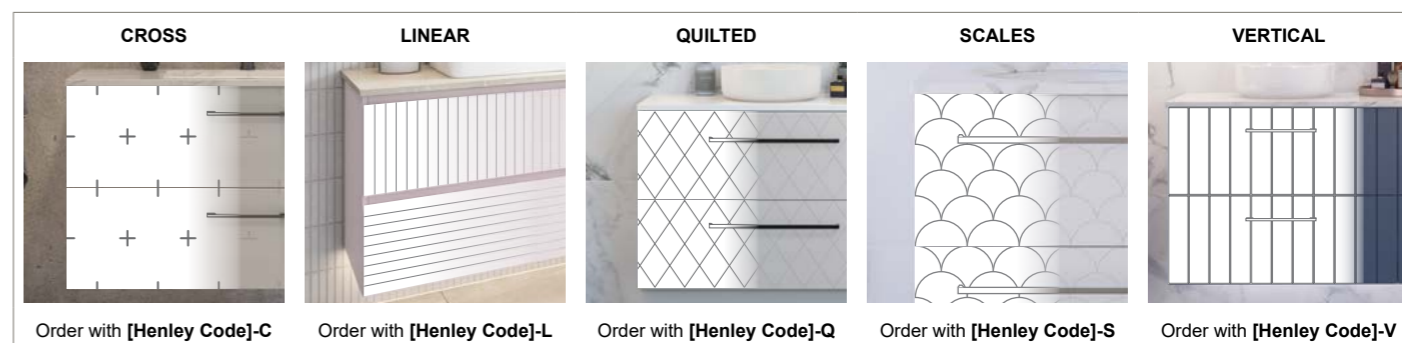 CROSS
LINEAR
QUILTED
SCALES
VERTICAL
Order with [Henley Code]-C
Order with [Henley Code]-L
Order with [Henley Code]-Q
Order with [Henley Code]-S
Order with [Henley Code]-V